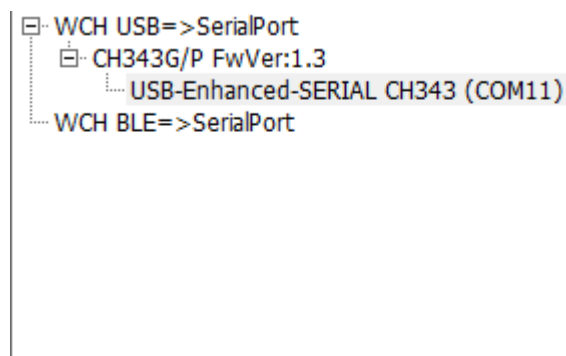 WCH USB=>SerialPort
CH343G/P FwVer:1.3
USB-Enhanced-SERIAL CH343 (COM11)
WCH BLE=>SerialPort